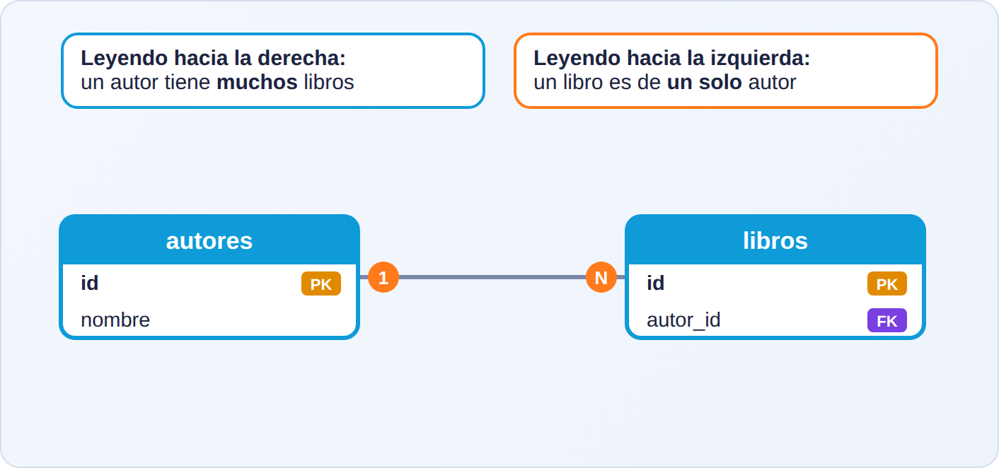 Leyendo hacia la derecha:
un autor tiene muchos libros
Leyendo hacia la izquierda:
un libro es de un solo autor
autores
id PK
nombre
1
N
libros
id PK
autor_id FK